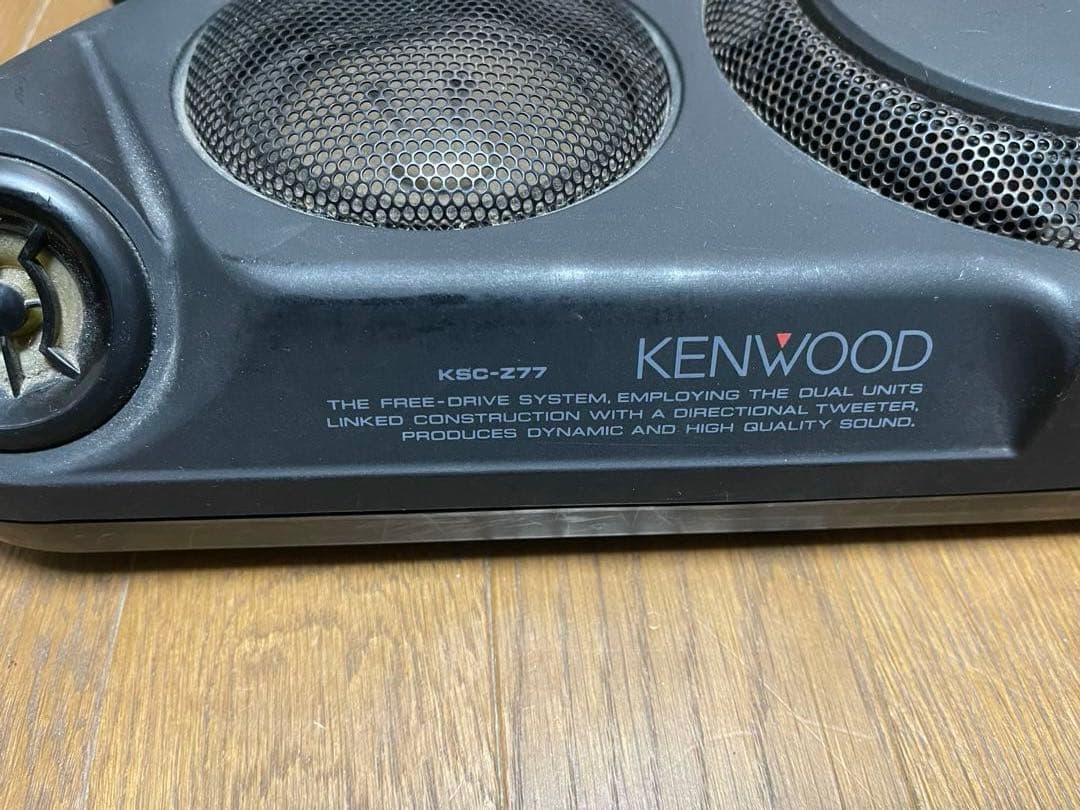 KENWOOD
KSC-Z77
THE FREE-DRIVE SYSTEM, EMPLOYING THE DUAL UNITS
LINKED CONSTRUCTION WITH A DIRECTIONAL TWEETER,
PRODUCES DYNAMIC AND HIGH QUALITY SOUND.